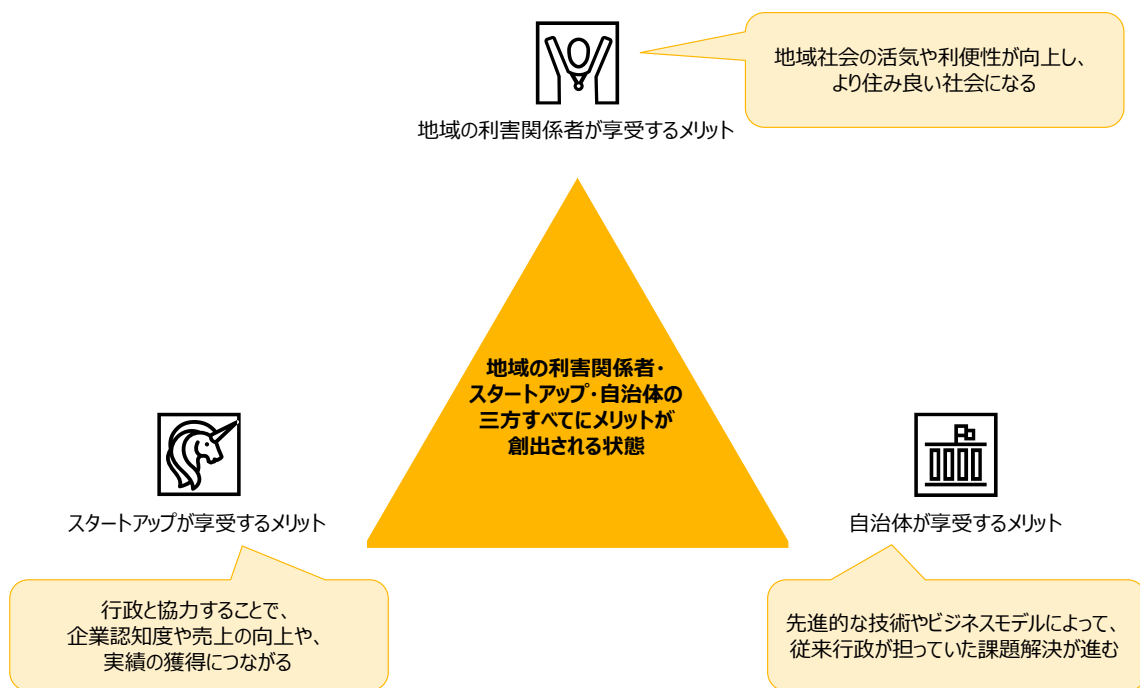 地域社会の活気や利便性が向上し、
より住み良い社会になる
地域の利害関係者が享受するメリット
地域の利害関係者・
スタートアップ・自治体の
三方すべてにメリットが
創出される状態
スタートアップが享受するメリット
自治体が享受するメリット
行政と協力することで、
企業認知度や売上の向上や、
実績の獲得につながる
先進的な技術やビジネスモデルによって、
従来行政が担っていた課題解決が進む